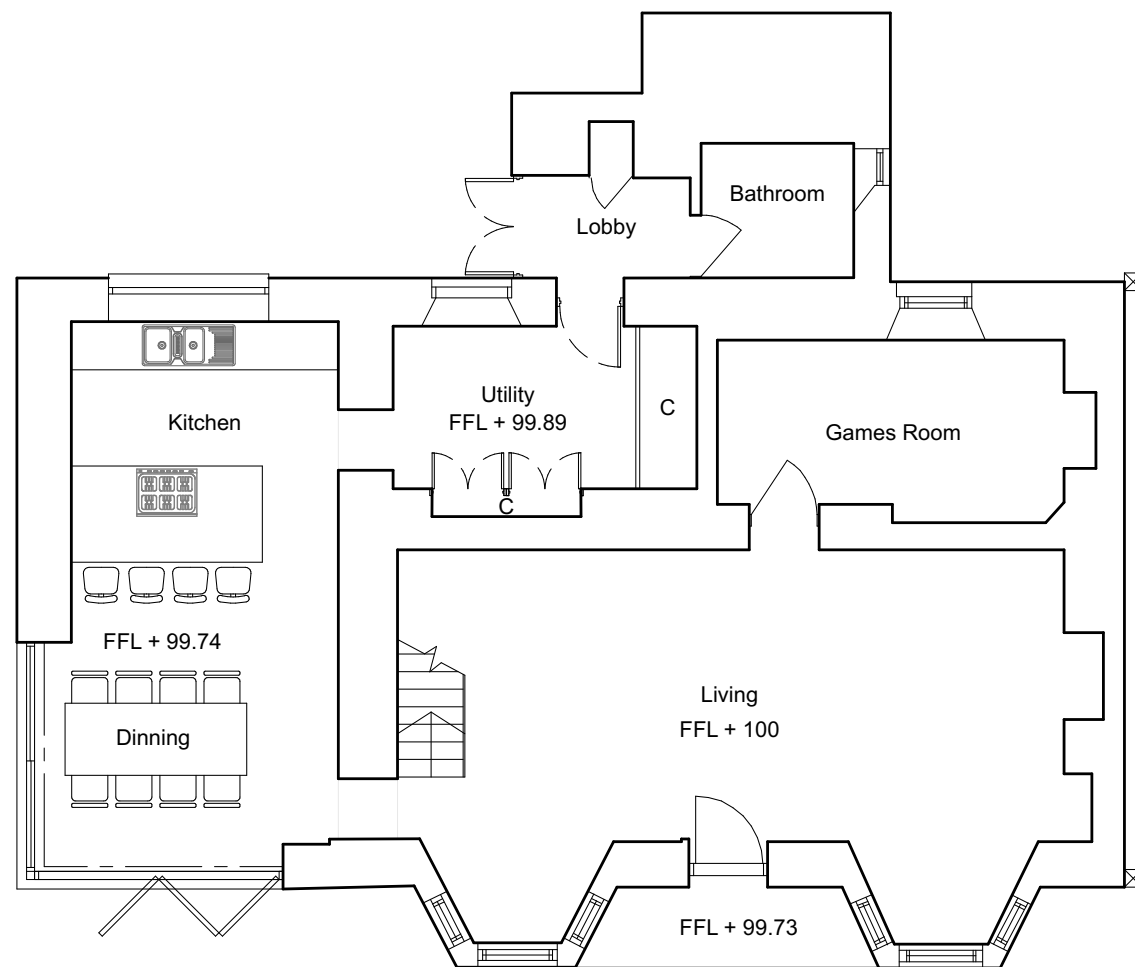 Bathroom
Lobby
Utility
FFL + 99.89
C
Kitchen
Games Room
C
FFL + 99.74
Living
FFL + 100
Dinning
FFL + 99.73